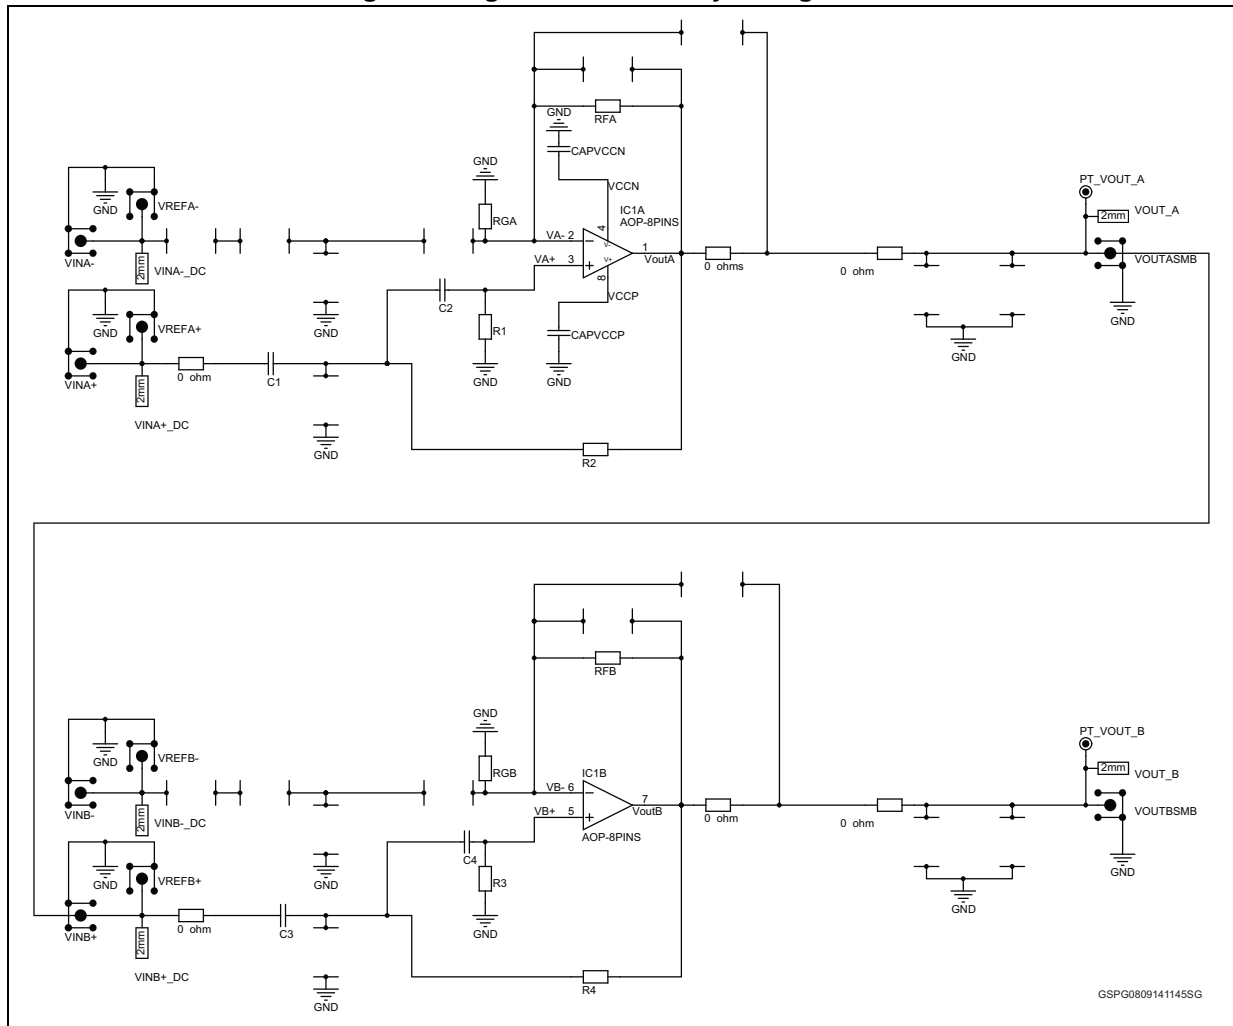 GND
RFA
CAPVCCN
GND
VCCN
PT_VOUT_A
GND
VREFA-
RGA
IC1A
AOP-8PINS
2mm
VOUT_A
4
V-
VA- 2
1
VoutA
VINA-
2mm
VINA-_DC
VA+ 3
V+
0 ohms
0 ohm
VOUTASMB
8
VCCP
C2
GND
GND
VREFA+
R1
CAPVCCP
GND
GND
GND
GND
GND
VINA+
0 ohm
C1
2mm
VINA+_DC
GND
R2
RFB
GND
PT_VOUT_B
GND
VREFB-
RGB
IC1B
2mm
VOUT_B
VB- 6
7
VoutB
VINB-
2mm
VINB-_DC
VB+ 5
0 ohm
0 ohm
VOUTBSMB
AOP-8PINS
C4
GND
GND
VREFB+
R3
GND
GND
GND
VINB+
0 ohm
C3
GND
2mm
VINB+_DC
R4
GND
GSPG0809141145SG